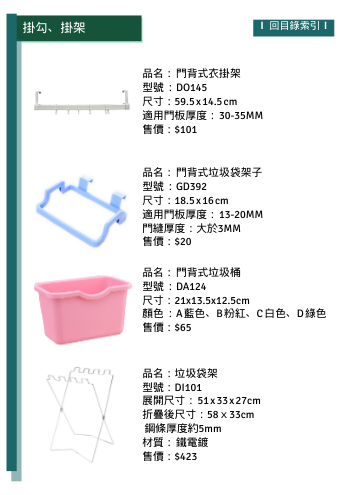 掛勾、掛架
回目錄索引
品名：門背式衣掛架
型號：DO145
尺寸：59.5x14.5cm
適用門板厚度：30-35MM
售價：$101
品名：門背式垃圾袋架子
型號：GD392
尺寸：18.5x16cm
適用門板厚度：13-20MM
門縫厚度：大於3MM
售價：$20
品名：門背式垃圾桶
型號：DA124
尺寸：21x13.5x12.5cm
顏色：A藍色、B粉紅、C白色、D綠色
售價：$65
品名：垃圾袋架
型號：DI101
展開尺寸：51x33x27cm
折疊後尺寸：58×33cm
鋼條厚度約5mm
材質：鐵電鍍
售價：$423